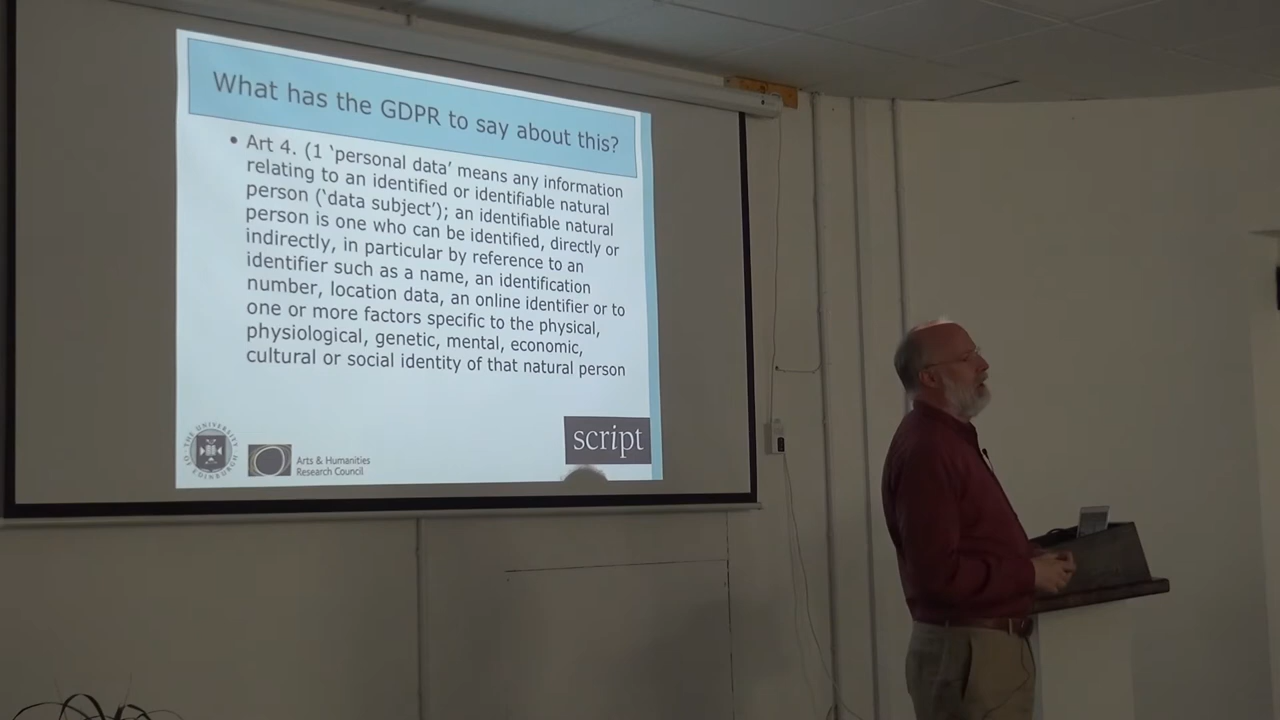 What has the GDPR to say about this?
• Art 4. (1 ‘personal data’ means any information
relating to an identified or identifiable natural
person (‘data subject’); an identifiable natural
person is one who can be identified, directly or
indirectly, in particular by reference to an
identifier such as a name, an identification
number, location data, an online identifier or to
one or more factors specific to the physical,
physiological, genetic, mental, economic,
cultural or social identity of that natural person
THE UNIVERSITY OF EDINBURGH
Arts & Humanities
Research Council
script